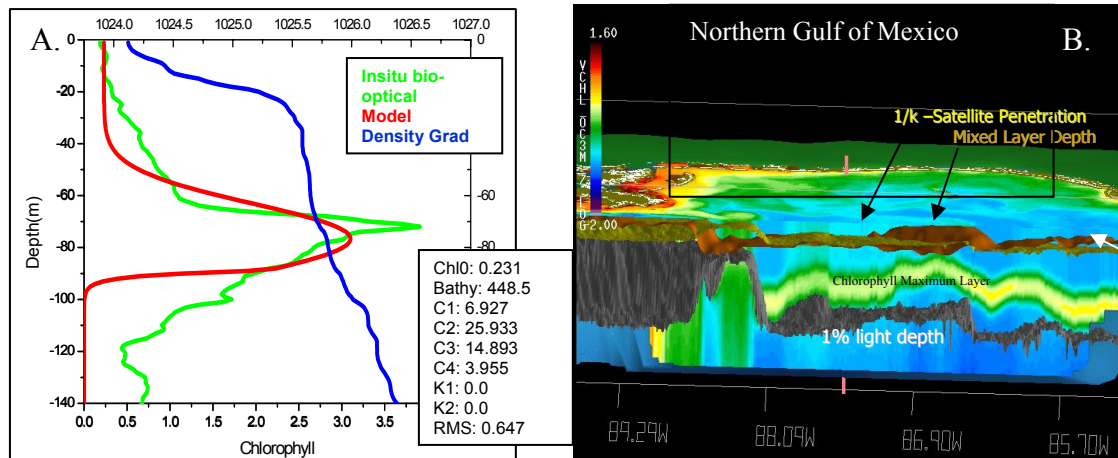 1024.0 1024.5 1025.0 1025.5 1026.0 1026.5 1027.0
A.
0
-20
-40
-60
-80
-100
-120
-140
0
-60
-80
Depth(m)
Insitu bio-
optical
Model
Density Grad
0.0 0.5 1.0 1.5 2.0 2.5 3.0 3.5
Chlorophyll
Chl0: 0.231
Bathy: 448.5
C1: 6.927
C2: 25.933
C3: 14.893
C4: 3.955
K1: 0.0
K2: 0.0
RMS: 0.647
Northern Gulf of Mexico
B.
1.60
-2.00
1/k –Satellite Penetration
Mixed Layer Depth
Chlorophyll Maximum Layer
1% light depth
89.29W 88.09W 86.90W 85.70W